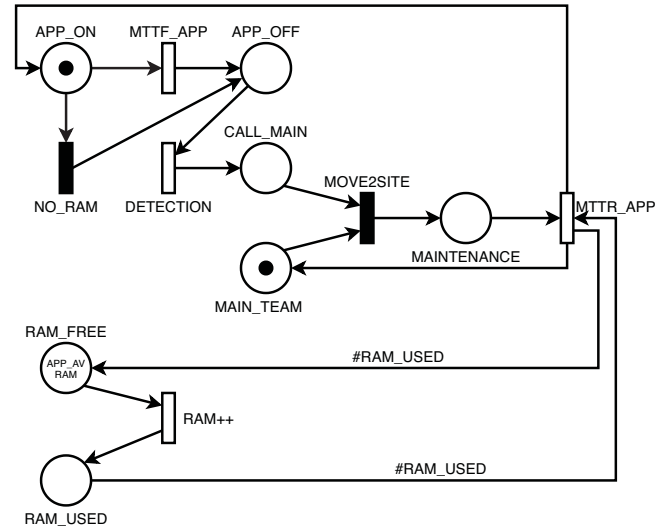 APP_ON
MTTF_APP
APP_OFF
CALL_MAIN
MOVE2SITE
NO_RAM
DETECTION
MTTR_APP
MAINTENANCE
MAIN_TEAM
RAM_FREE
#RAM_USED
APP_AV
RAM
RAM++
#RAM_USED
RAM_USED